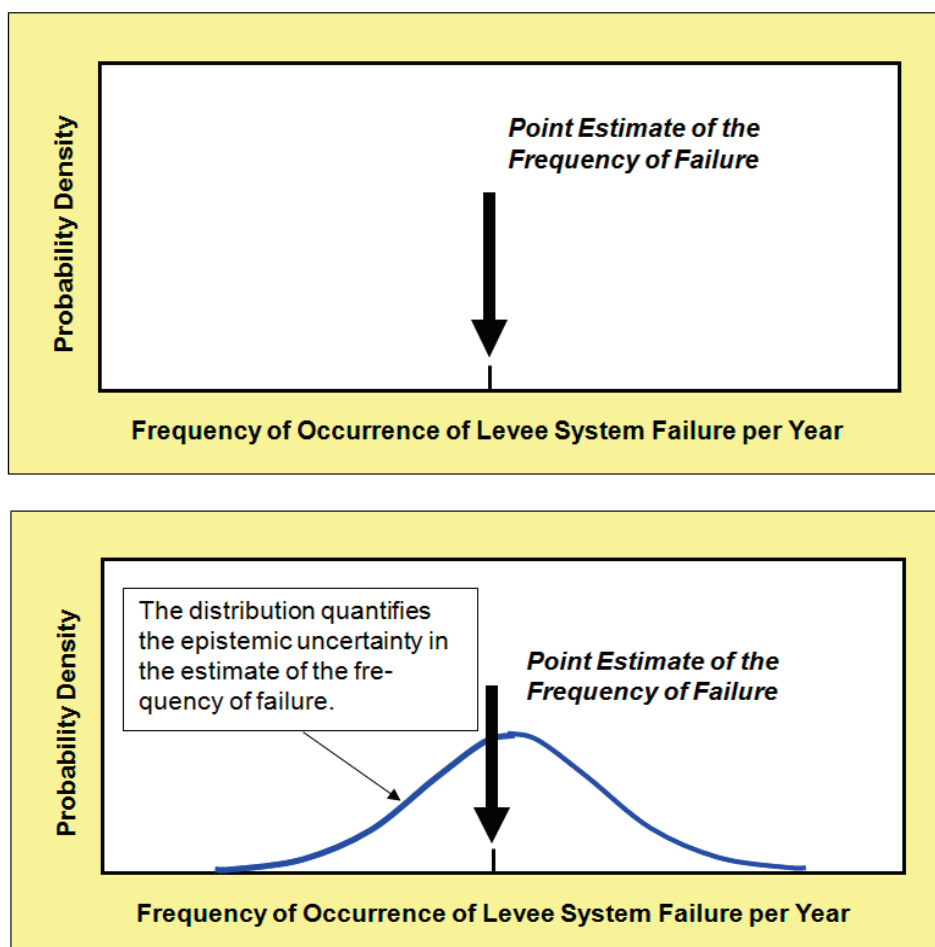 Probability Density
Point Estimate of the
Frequency of Failure
Frequency of Occurrence of Levee System Failure per Year
Probability Density
The distribution quantifies
the epistemic uncertainty in
the estimate of the fre-
quency of failure.
Point Estimate of the
Frequency of Failure
Frequency of Occurrence of Levee System Failure per Year